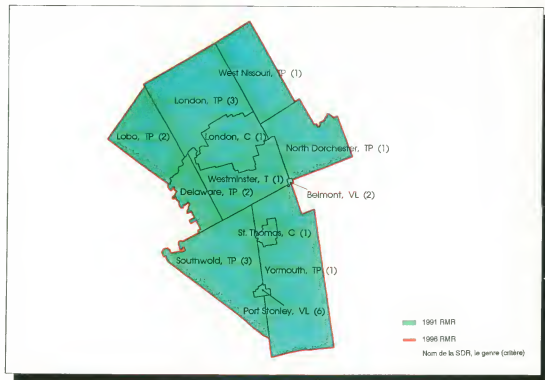 West Nissouri, TP (1)
London, TP (3)
Lobo, TP (2)
London, C (1)
North Dorchester, TP (1)
Westminster, T (1)
Delaware, TP (2)
Belmont, VL (2)
St. Thomas, C (1)
Southwold, TP (3)
Yarmouth, TP (1)
Port Stanley, VL (6)
1991 RMR
1996 RMR
Nom de la SDR, le genre (critère)